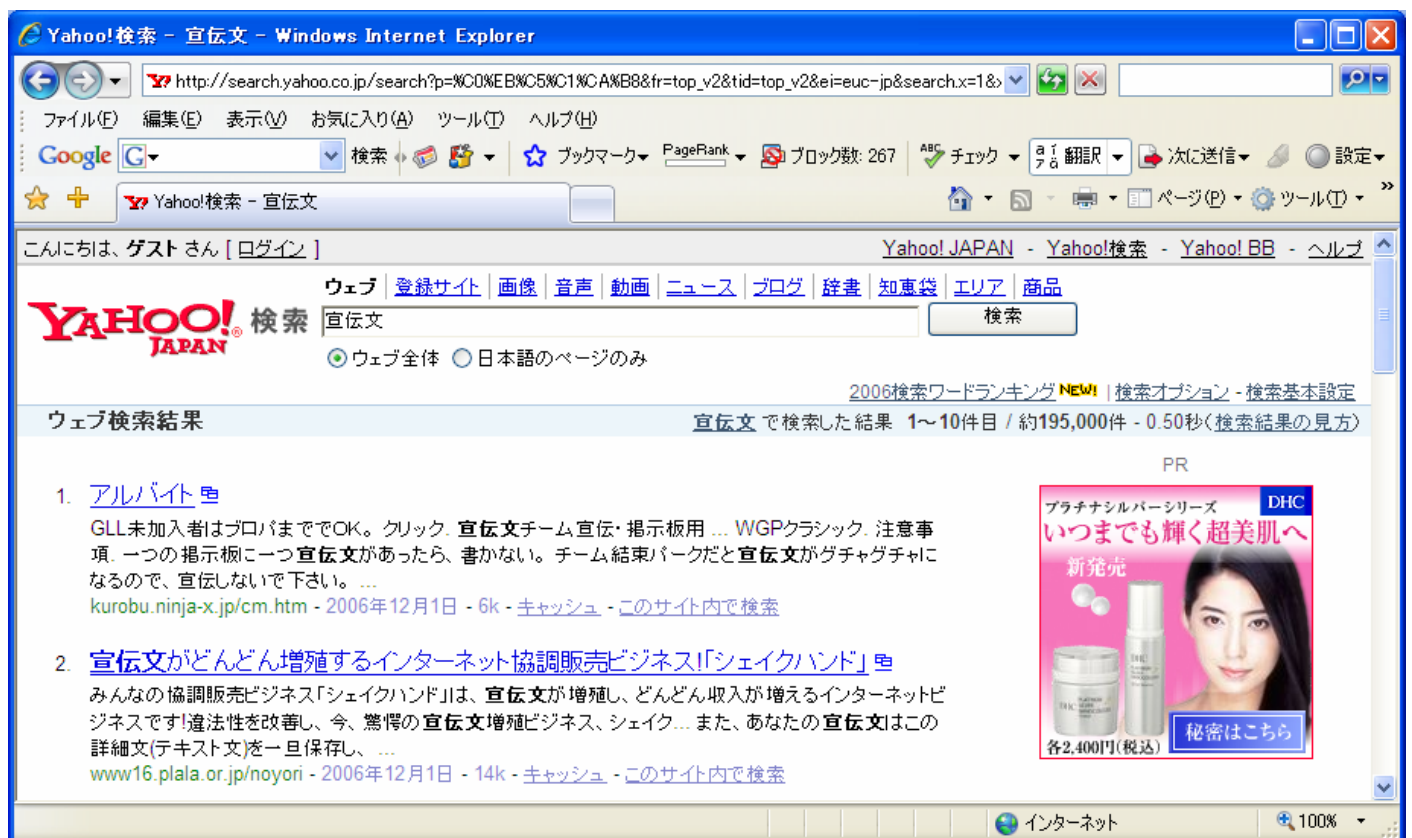 Yahoo!検索 - 宣伝文 - Windows Internet Explorer
http://search.yahoo.co.jp/search?p=%C0%EB%C5%C1%CA%B8&fr=top_v2&tid=top_v2&ei=euc-jp&search.x=1&
ファイル(F) 編集(E) 表示(V) お気に入り(A) ツール(T) ヘルプ(H)
Google G 検索 ブックマーク PageRank ブロック数: 267 ABC チェック 翻訳 次に送信 設定
Yahoo!検索 - 宣伝文 ページ(P) ツール(T) »
こんにちは、ゲストさん [ ログイン ] Yahoo! JAPAN - Yahoo!検索 - Yahoo! BB - ヘルプ
ウェブ | 登録サイト | 画像 | 音声 | 動画 | ニュース | ブログ | 辞書 | 知恵袋 | エリア | 商品
YAHOO! JAPAN 検索 宣伝文 検索
ウェブ全体 日本語のページのみ
2006検索ワードランキング NEW! | 検索オプション - 検索基本設定
ウェブ検索結果 宣伝文 で検索した結果 1～10件目 / 約195,000件 - 0.50秒(検索結果の見方)
1. アルバイト
GLL未加入者はプロパまででOK。クリック. 宣伝文チーム宣伝・掲示板用 ... WGPクラシック. 注意事
項. 一つの掲示板に一つ宣伝文があったら、書かない。チーム結束パークだと宣伝文がグチャグチャに
なるので、宣伝しないで下さい。 ...
kurobu.ninja-x.jp/cm.htm - 2006年12月1日 - 6k - キャッシュ - このサイト内で検索
2. 宣伝文がどんどん増殖するインターネット協調販売ビジネス!「シェイクハンド」
みんなの協調販売ビジネス「シェイクハンド」は、宣伝文が増殖し、どんどん収入が増えるインターネットビ
ジネスです!違法性を改善し、今、驚愕の宣伝文増殖ビジネス、シェイク... また、あなたの宣伝文はこの
詳細文(テキスト文)を一旦保存し、 ...
www16.plala.or.jp/noyori - 2006年12月1日 - 14k - キャッシュ - このサイト内で検索
PR
プラチナシルバーシリーズ DHC
いつまでも輝く超美肌へ
新発売
秘密はこちら
各2,400円(税込)
インターネット 100%